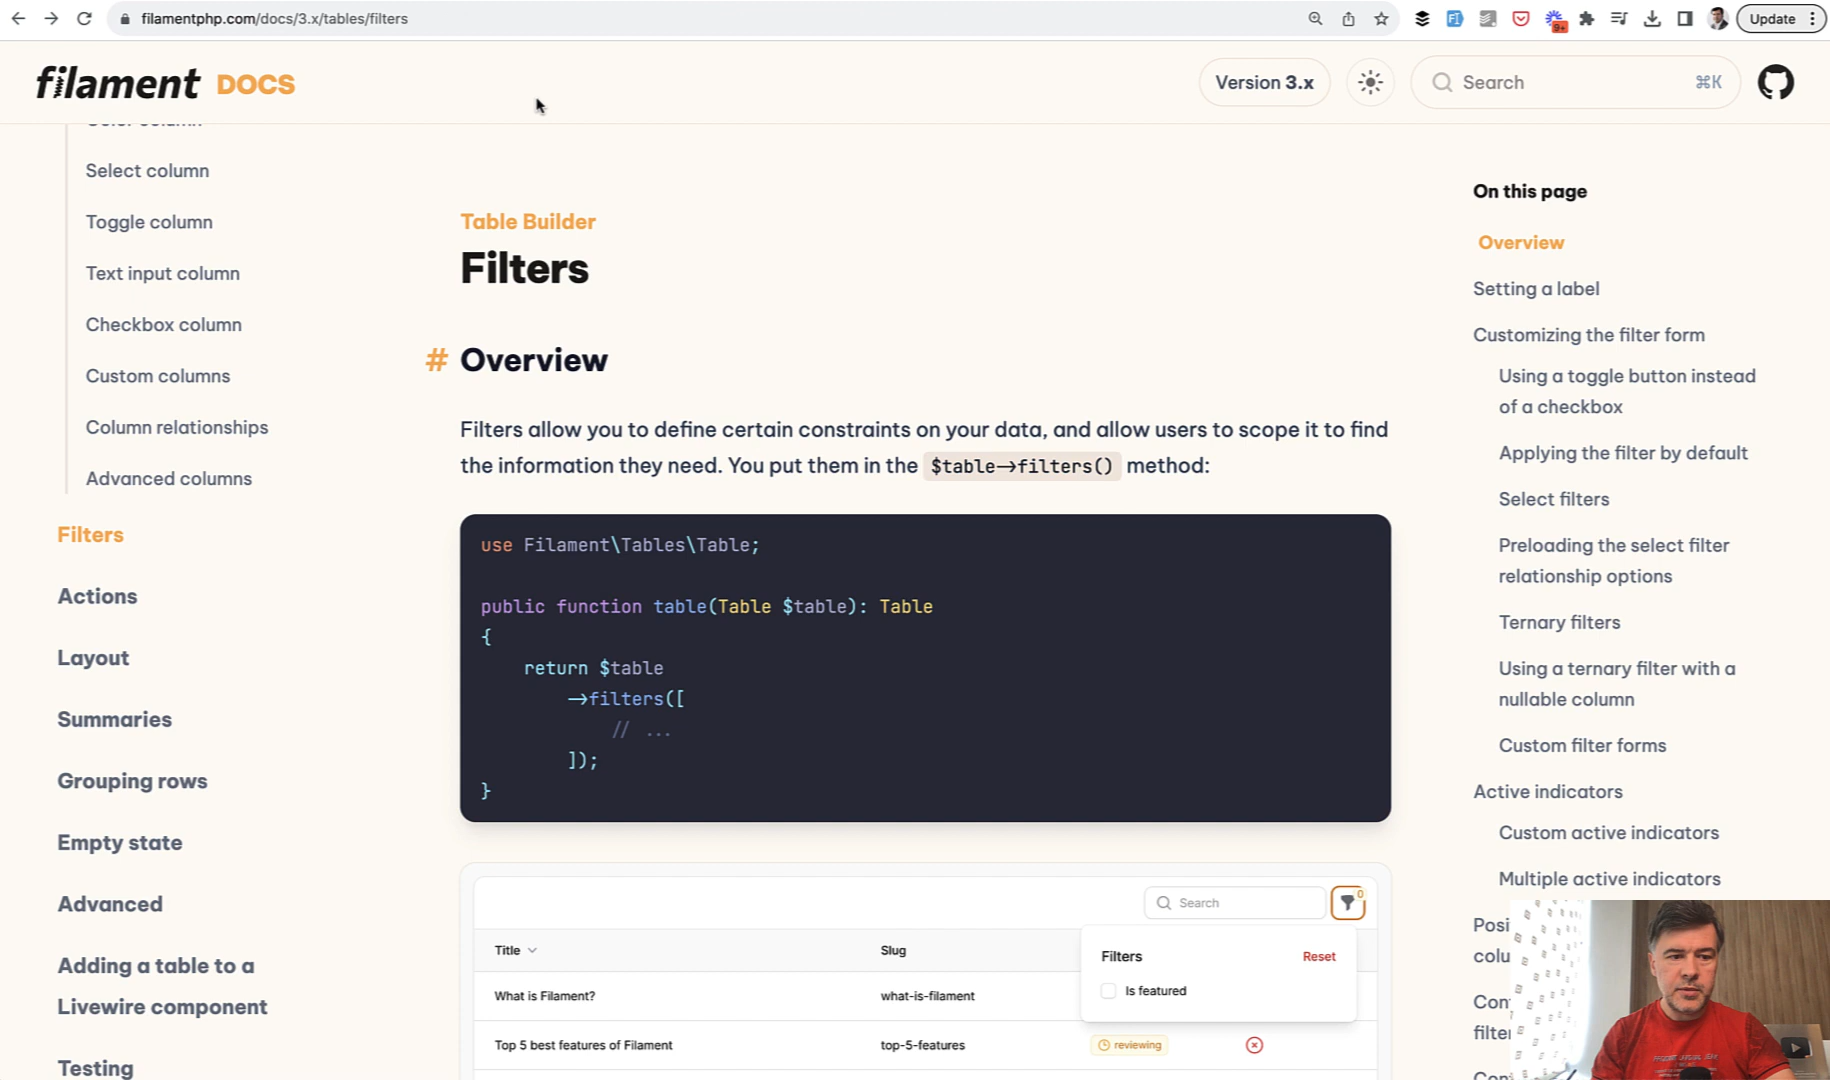 filamentphp.com/docs/3.x/tables/filters
9+
Update
filament DOCS
Version 3.x
Search
⌘K
Color column
Select column
Toggle column
Text input column
Checkbox column
Custom columns
Column relationships
Advanced columns
Filters
Actions
Layout
Summaries
Grouping rows
Empty state
Advanced
Adding a table to a
Livewire component
Testing
Table Builder
Filters
# Overview
Filters allow you to define certain constraints on your data, and allow users to scope it to find
the information they need. You put them in the $table->filters() method:
use Filament\Tables\Table;
public function table(Table $table): Table
{
return $table
->filters([
// ...
]);
}
Search
0
Title
Slug
Filters
Reset
Is featured
What is Filament?
what-is-filament
Top 5 best features of Filament
top-5-features
reviewing
On this page
Overview
Setting a label
Customizing the filter form
Using a toggle button instead
of a checkbox
Applying the filter by default
Select filters
Preloading the select filter
relationship options
Ternary filters
Using a ternary filter with a
nullable column
Custom filter forms
Active indicators
Custom active indicators
Multiple active indicators
Posi
colu
Con
filte